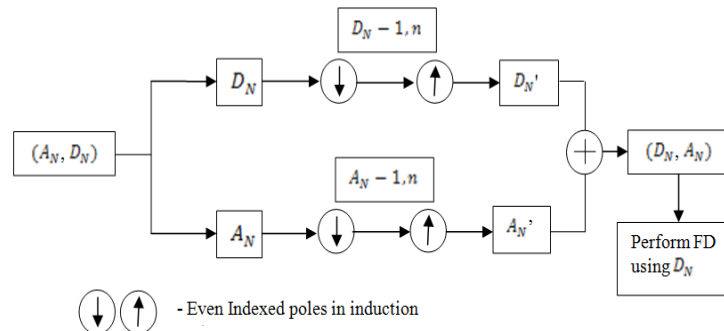 D_N − 1, n
D_N
D_N'
(A_N, D_N)
+
(D_N, A_N)
A_N − 1, n
A_N
A_N'
Perform FD
using D_N
- Even Indexed poles in induction